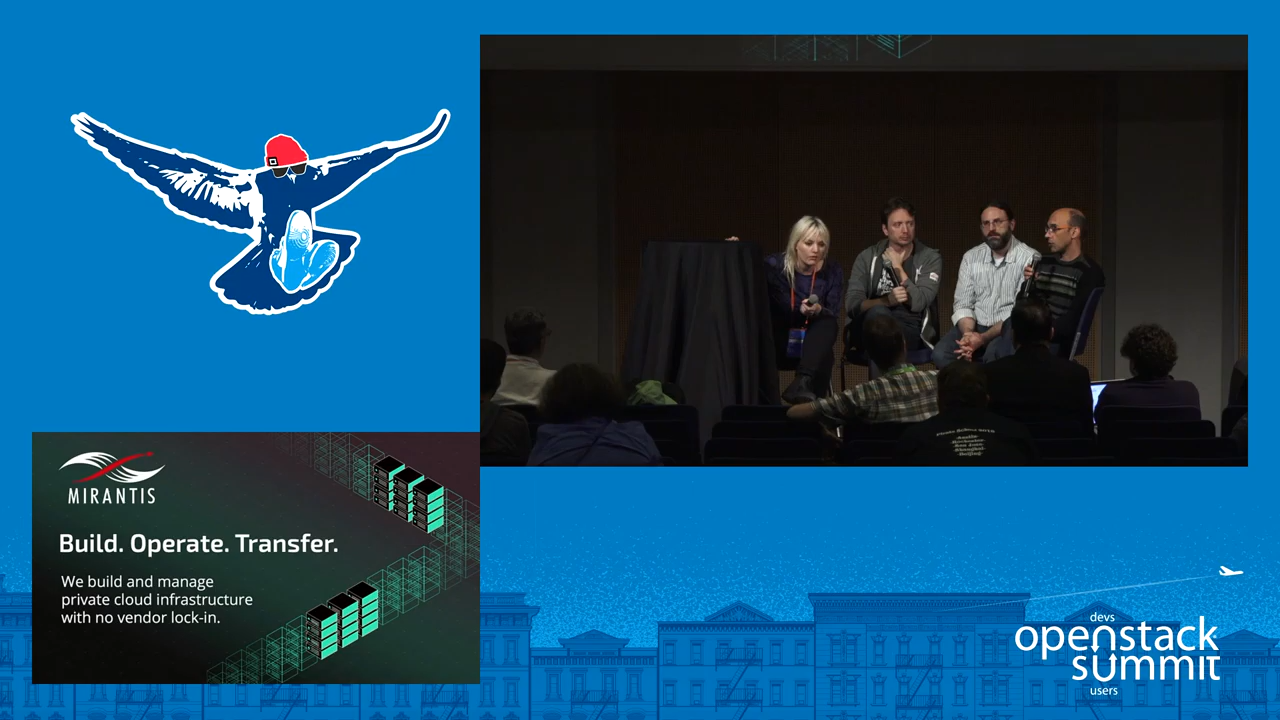 MIRANTIS
Build. Operate. Transfer.
We build and manage
private cloud infrastructure
with no vendor lock-in.
devs
openstack
summit
users